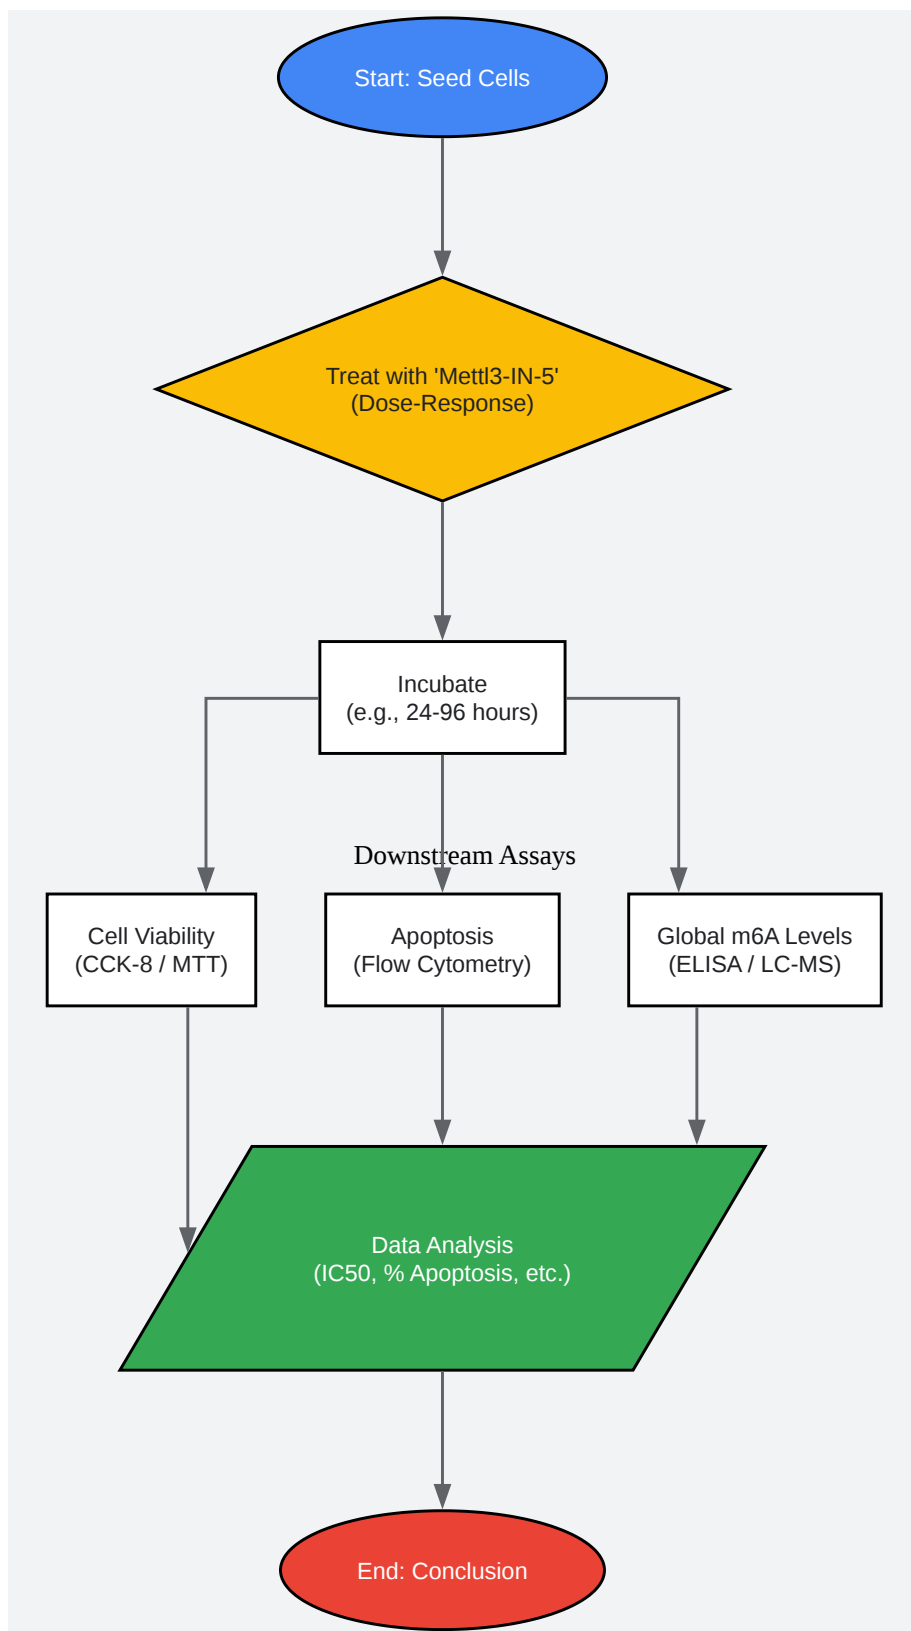 Start: Seed Cells
Treat with 'Mettl3-IN-5'
(Dose-Response)
Incubate
(e.g., 24-96 hours)
Downstream Assays
Cell Viability
(CCK-8 / MTT)
Apoptosis
(Flow Cytometry)
Global m6A Levels
(ELISA / LC-MS)
Data Analysis
(IC50, % Apoptosis, etc.)
End: Conclusion